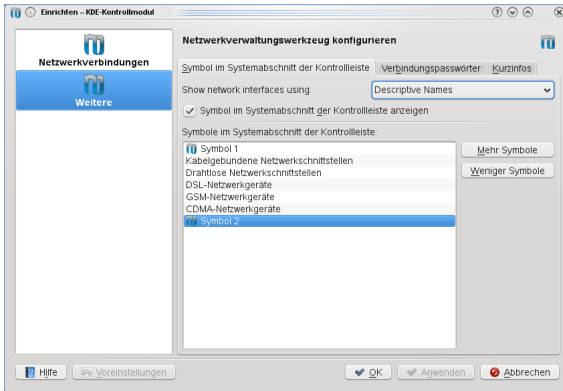 Einrichten – KDE-Kontrollmodul
Netzwerkverbindungen
Weitere
Netzwerkverwaltungswerkzeug konfigurieren
Symbol im Systemabschnitt der Kontrollleiste
Verbindungspasswörter
Kurzinfos
Show network interfaces using:
Descriptive Names
Symbol im Systemabschnitt der Kontrollleiste anzeigen
Symbole im Systemabschnitt der Kontrollleiste:
Symbol 1
Kabelgebundene Netzwerkschnittstellen
Drahtlose Netzwerkschnittstellen
DSL-Netzwerkgeräte
GSM-Netzwerkgeräte
CDMA-Netzwerkgeräte
Symbol 2
Mehr Symbole
Weniger Symbole
Hilfe
Voreinstellungen
OK
Anwenden
Abbrechen